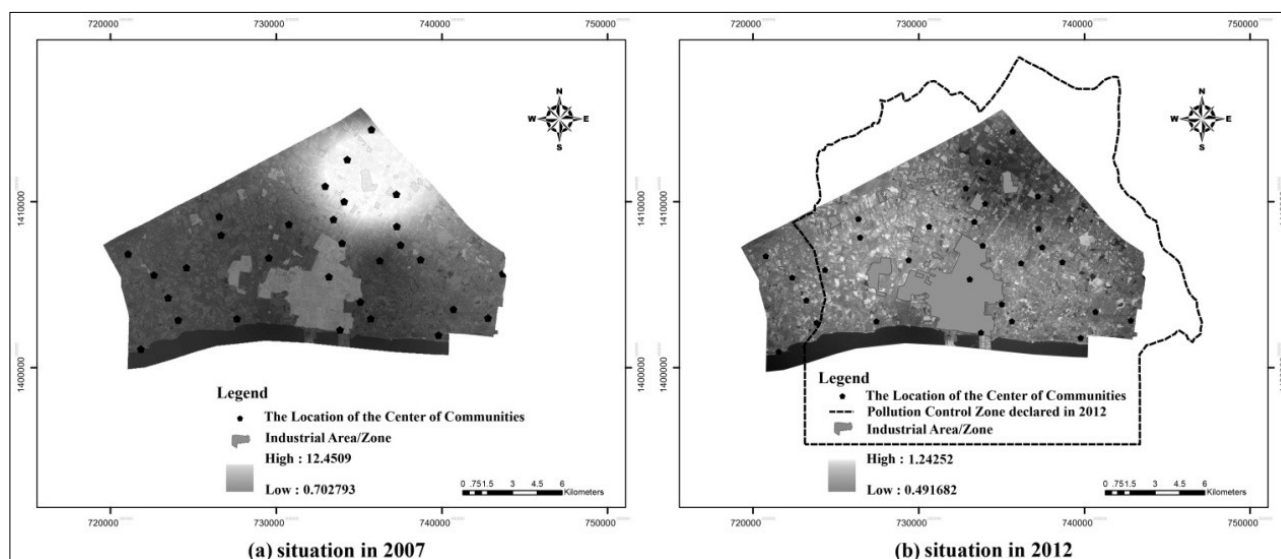 720000 730000 740000 750000
1410000
1400000
N
W E
S
Legend
The Location of the Center of Communities
Industrial Area/Zone
High : 12.4509
Low : 0.702793
0 .75 1.5 3 4.5 6
Kilometers
720000 730000 740000 750000
(a) situation in 2007
720000 730000 740000 750000
1410000
1400000
N
W E
S
Legend
The Location of the Center of Communities
Pollution Control Zone declared in 2012
Industrial Area/Zone
High : 1.24252
Low : 0.491682
0 .75 1.5 3 4.5 6
Kilometers
720000 730000 740000 750000
(b) situation in 2012